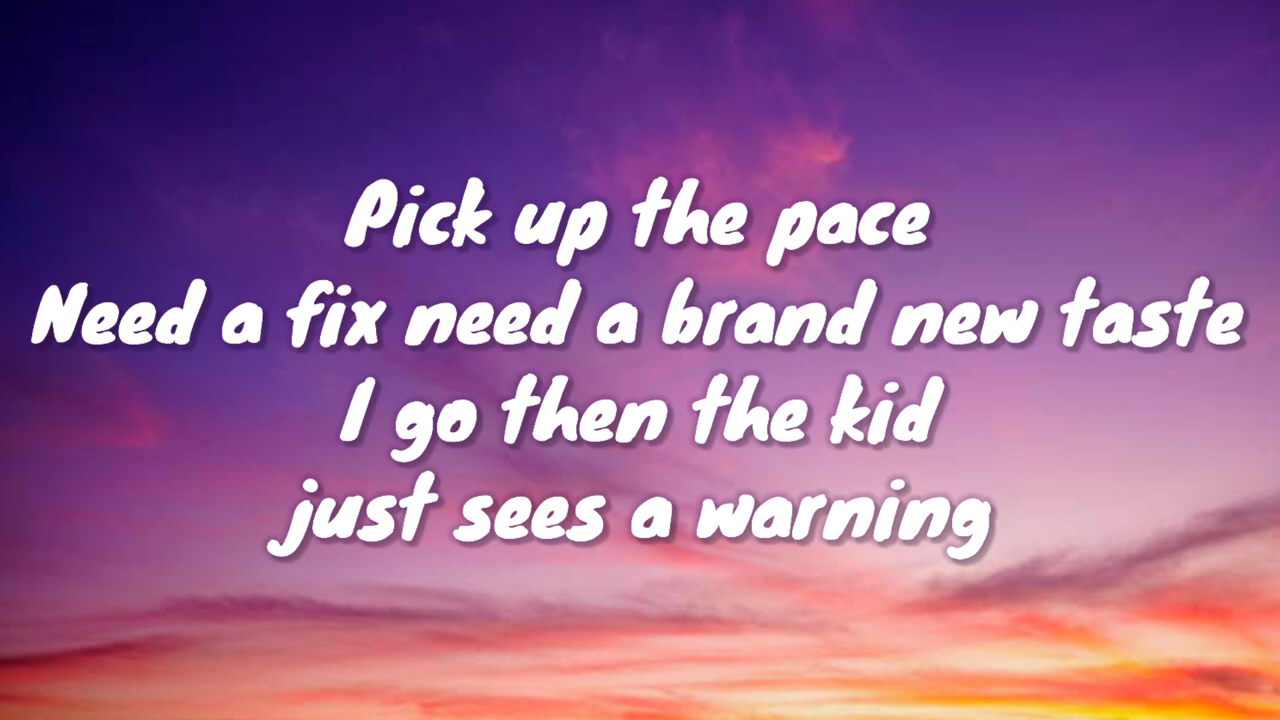 Pick up the pace
Need a fix need a brand new taste
I go then the kid
just sees a warning